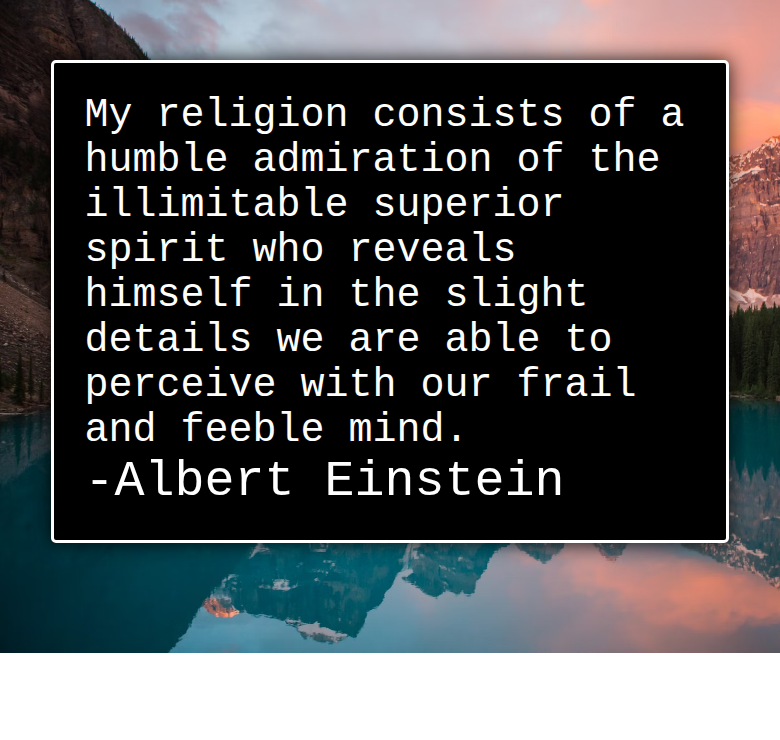 My religion consists of a
humble admiration of the
illimitable superior
spirit who reveals
himself in the slight
details we are able to
perceive with our frail
and feeble mind.
-Albert Einstein